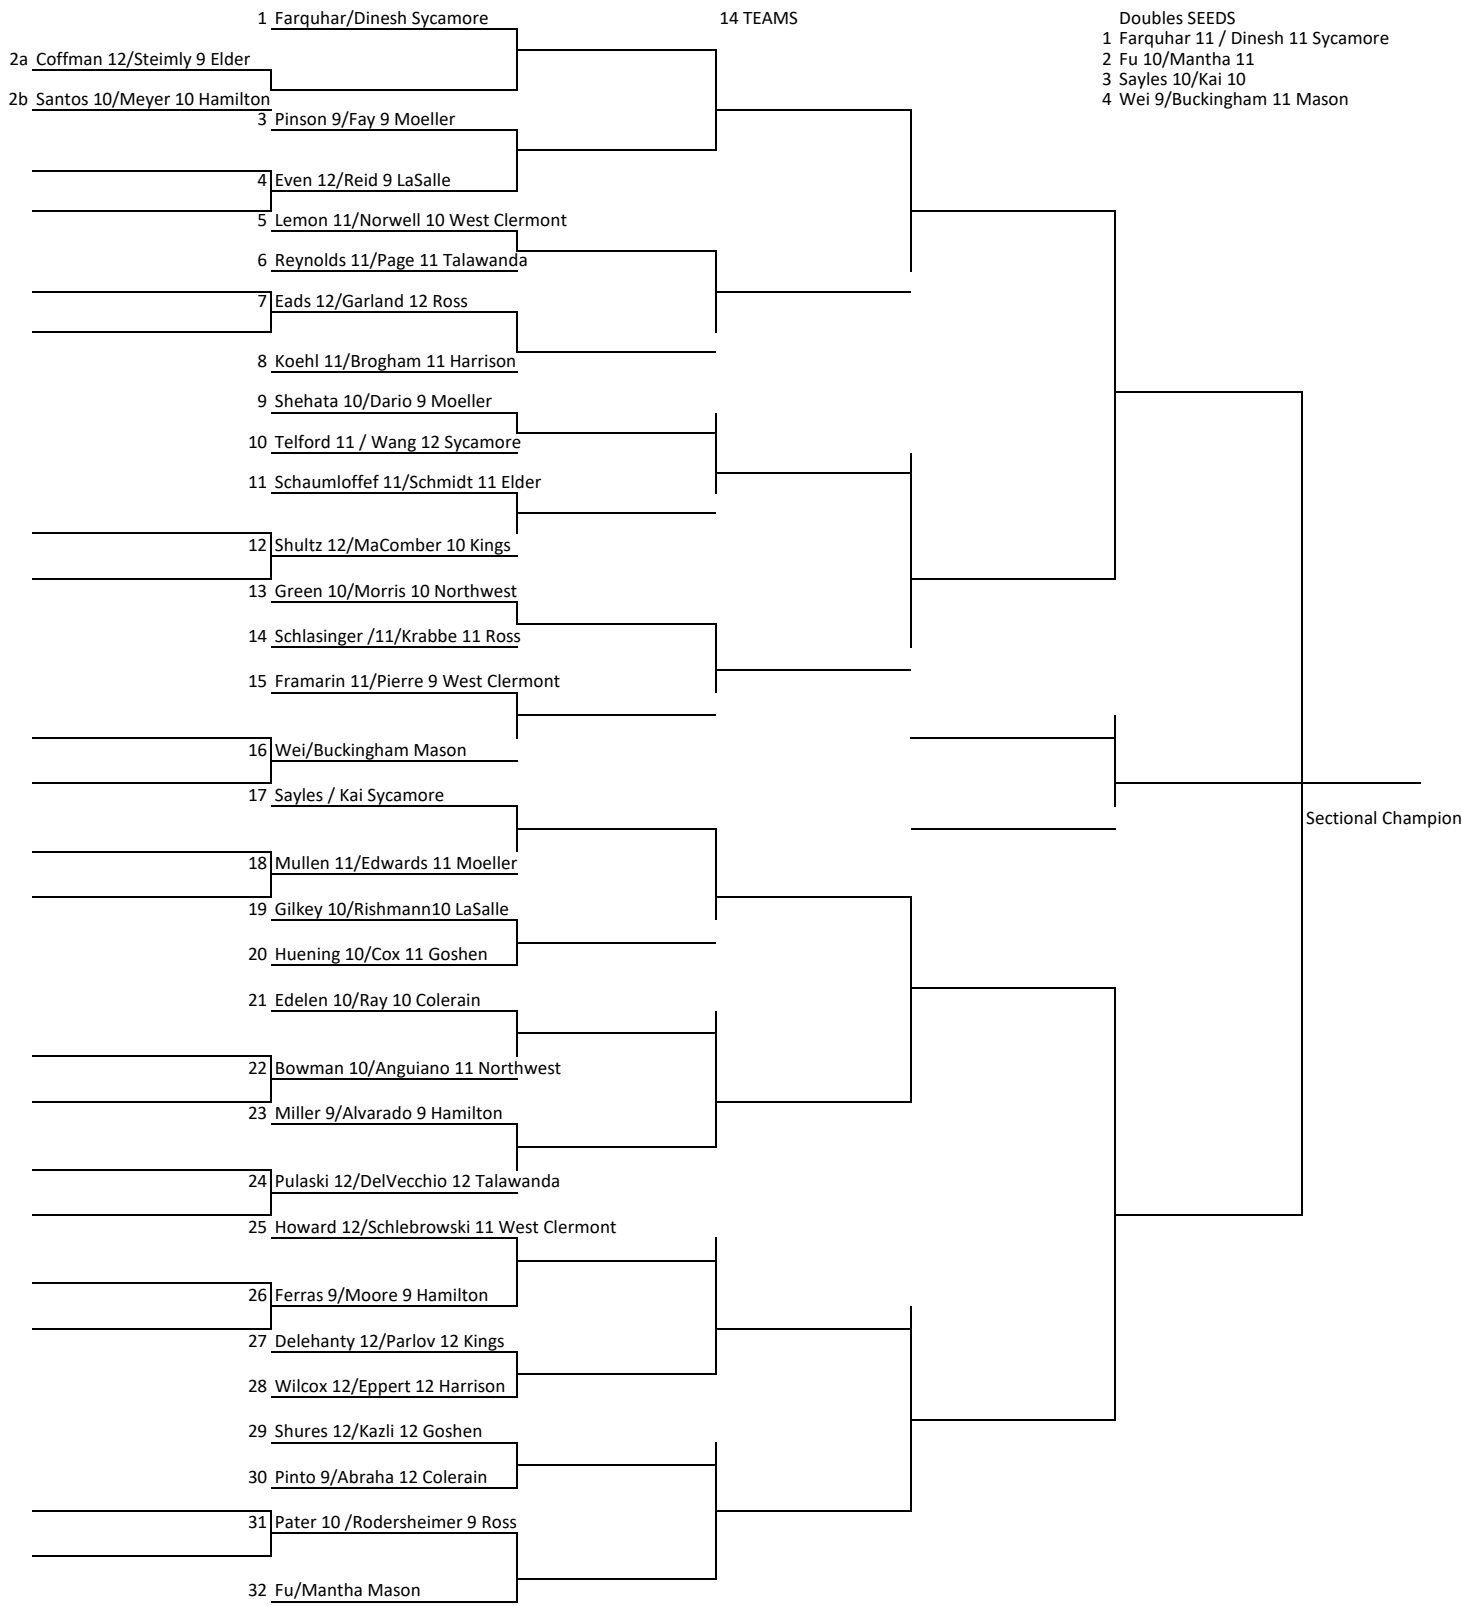 1 Farquhar/Dinesh Sycamore
14 TEAMS
Doubles SEEDS
1 Farquhar 11 / Dinesh 11 Sycamore
2 Fu 10/Mantha 11
3 Sayles 10/Kai 10
4 Wei 9/Buckingham 11 Mason
2a Coffman 12/Steimly 9 Elder
2b Santos 10/Meyer 10 Hamilton
3 Pinson 9/Fay 9 Moeller
4 Even 12/Reid 9 LaSalle
5 Lemon 11/Norwell 10 West Clermont
6 Reynolds 11/Page 11 Talawanda
7 Eads 12/Garland 12 Ross
8 Koehl 11/Brogham 11 Harrison
9 Shehata 10/Dario 9 Moeller
10 Telford 11 / Wang 12 Sycamore
11 Schaumloffef 11/Schmidt 11 Elder
12 Shultz 12/MaComber 10 Kings
13 Green 10/Morris 10 Northwest
14 Schlasinger /11/Krabbe 11 Ross
15 Framarin 11/Pierre 9 West Clermont
16 Wei/Buckingham Mason
17 Sayles / Kai Sycamore
Sectional Champion
18 Mullen 11/Edwards 11 Moeller
19 Gilkey 10/Rishmann10 LaSalle
20 Huening 10/Cox 11 Goshen
21 Edelen 10/Ray 10 Colerain
22 Bowman 10/Anguiano 11 Northwest
23 Miller 9/Alvarado 9 Hamilton
24 Pulaski 12/DelVecchio 12 Talawanda
25 Howard 12/Schlebrowski 11 West Clermont
26 Ferras 9/Moore 9 Hamilton
27 Delehanty 12/Parlov 12 Kings
28 Wilcox 12/Eppert 12 Harrison
29 Shures 12/Kazli 12 Goshen
30 Pinto 9/Abraha 12 Colerain
31 Pater 10 /Rodersheimer 9 Ross
32 Fu/Mantha Mason